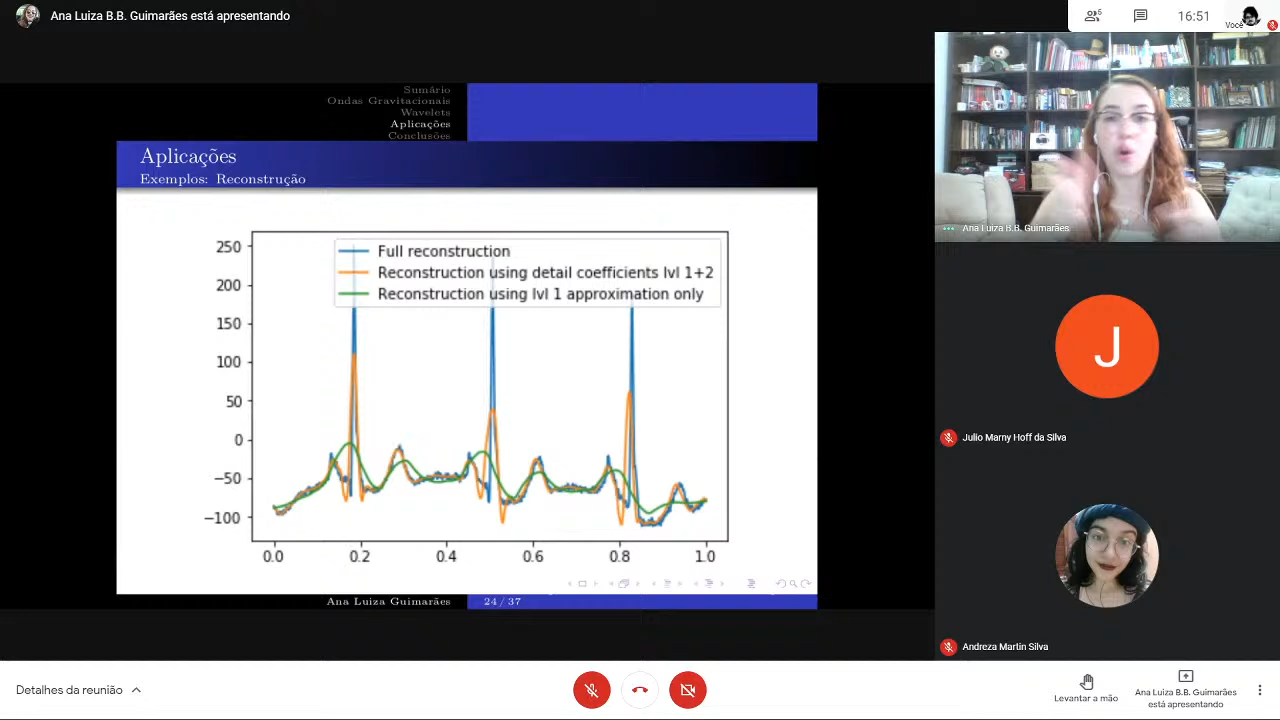 Ana Luiza B.B. Guimarães está apresentando
5
16:51
Você
Sumário
Ondas Gravitacionais
Wavelets
Aplicações
Conclusões
Aplicações
Exemplos: Reconstrução
Full reconstruction
Reconstruction using detail coefficients lvl 1+2
Reconstruction using lvl 1 approximation only
250
200
150
100
50
0
−50
−100
0.0 0.2 0.4 0.6 0.8 1.0
Ana Luiza Guimarães 24 / 37
Ana Luiza B.B. Guimarães
J
Julio Marny Hoff da Silva
Andreza Martin Silva
Detalhes da reunião
Levantar a mão
Ana Luiza B.B. Guimarães
está apresentando